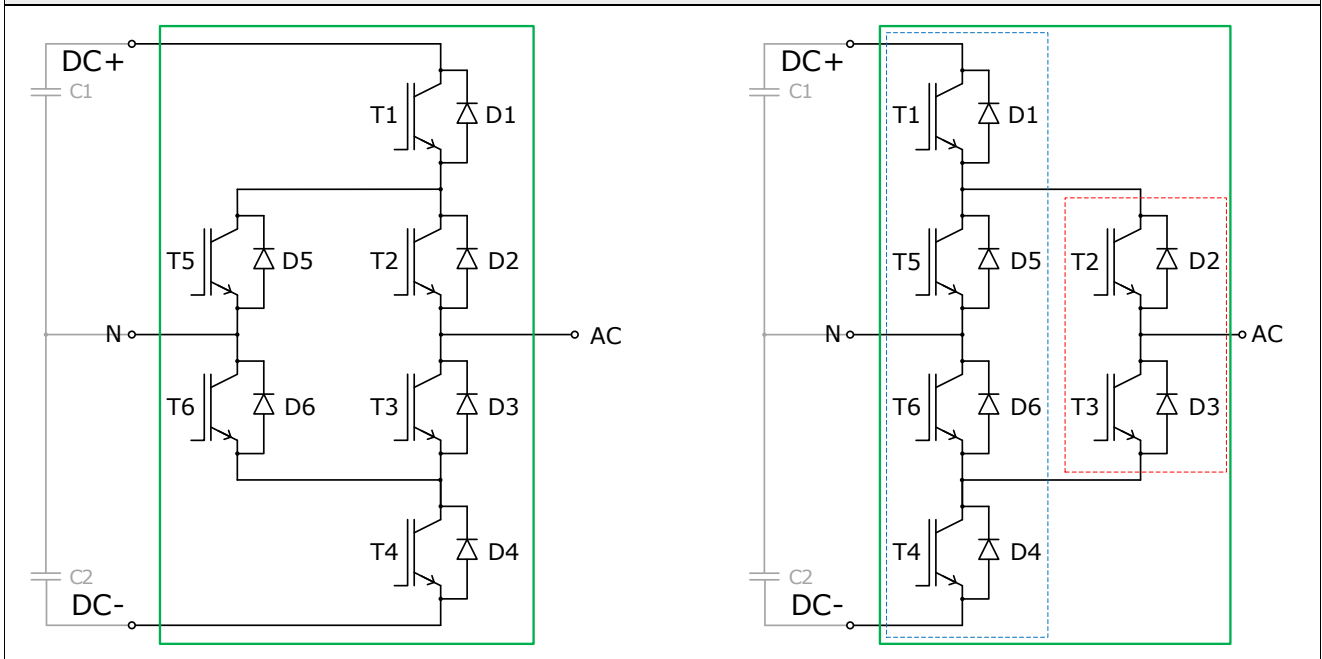 DC+
C1
T1
D1
T5
D5
T2
D2
N
AC
T6
D6
T3
D3
T4
D4
C2
DC-
DC+
C1
T1
D1
T5
D5
T2
D2
N
AC
T6
D6
T3
D3
T4
D4
C2
DC-